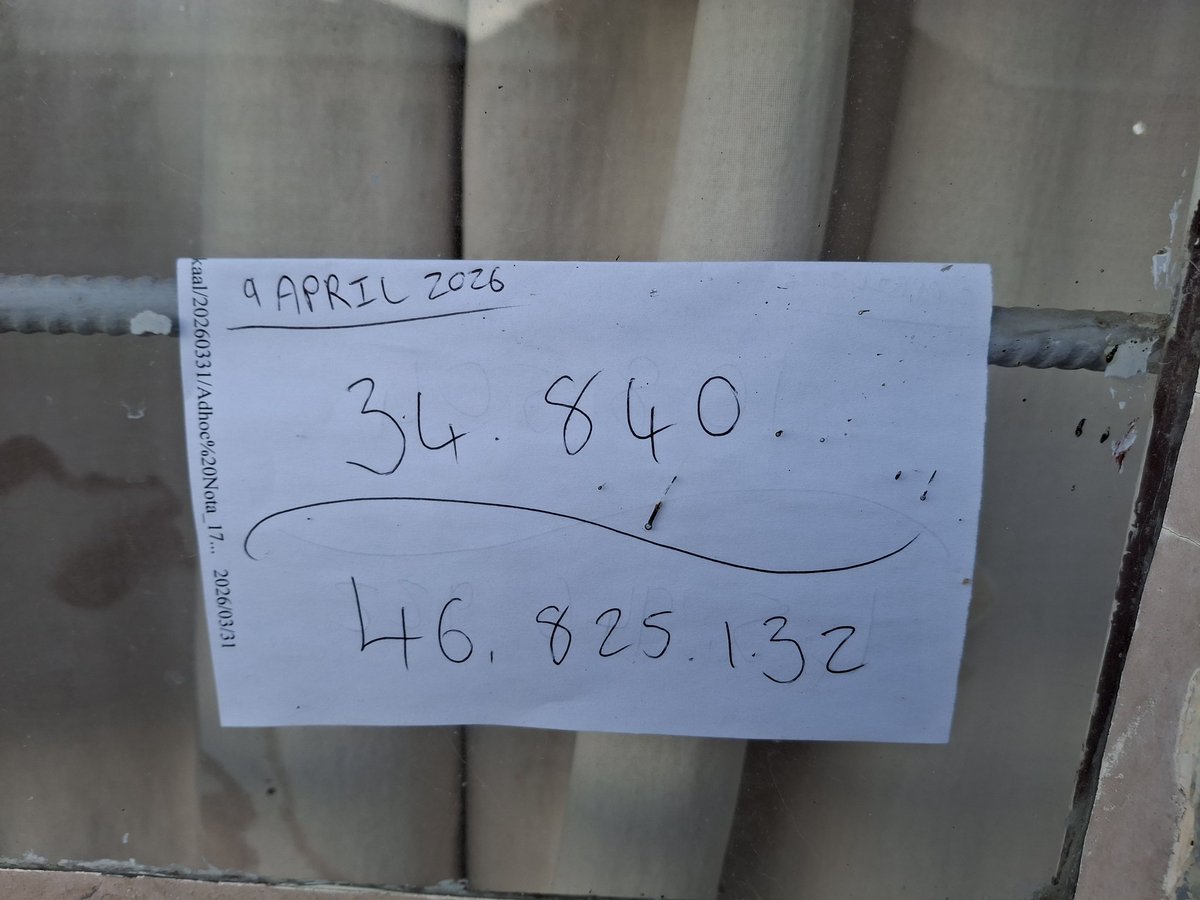 9 APRIL 2026
34. 840.
46. 825.132
kaal/20260331/Adhoc%20Nota_17... 2026/03/31